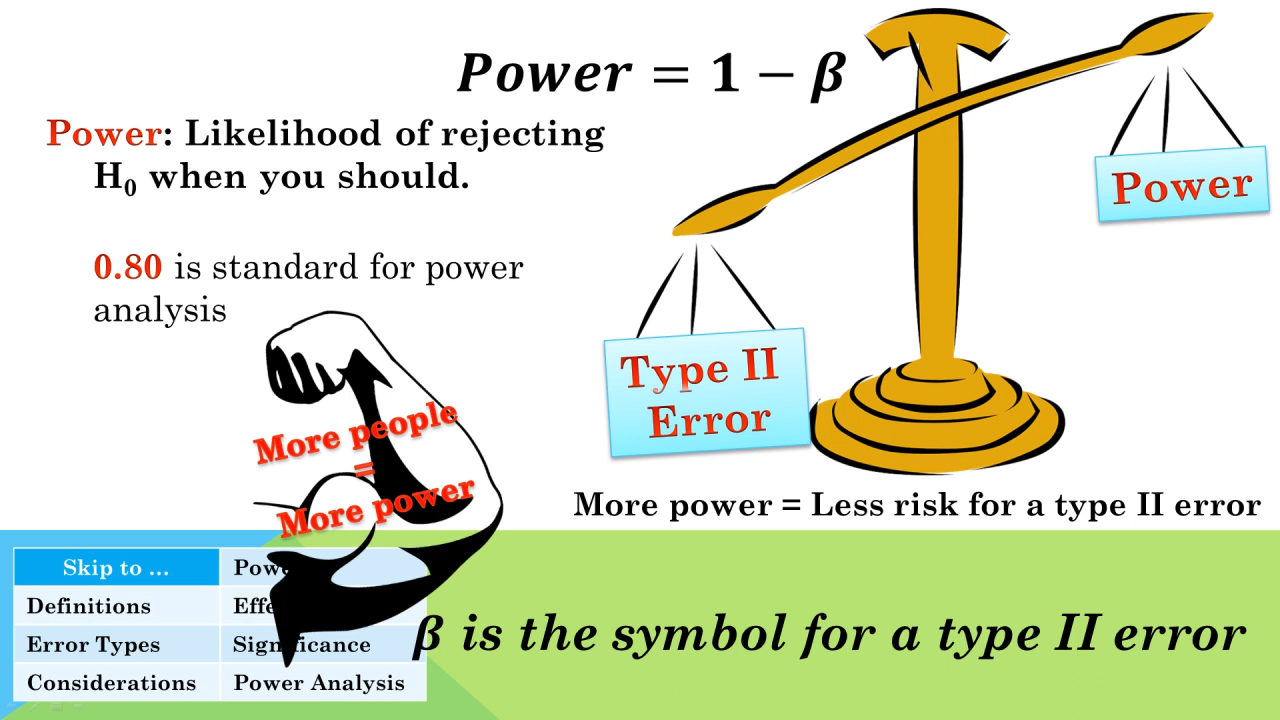 Power = 1 − β
Power: Likelihood of rejecting
H₀ when you should.
0.80 is standard for power
analysis
Power
Type II
Error
More people
=
More power
More power = Less risk for a type II error
Skip to ...
Definitions
Error Types
Significance
Considerations
Power Analysis
β is the symbol for a type II error